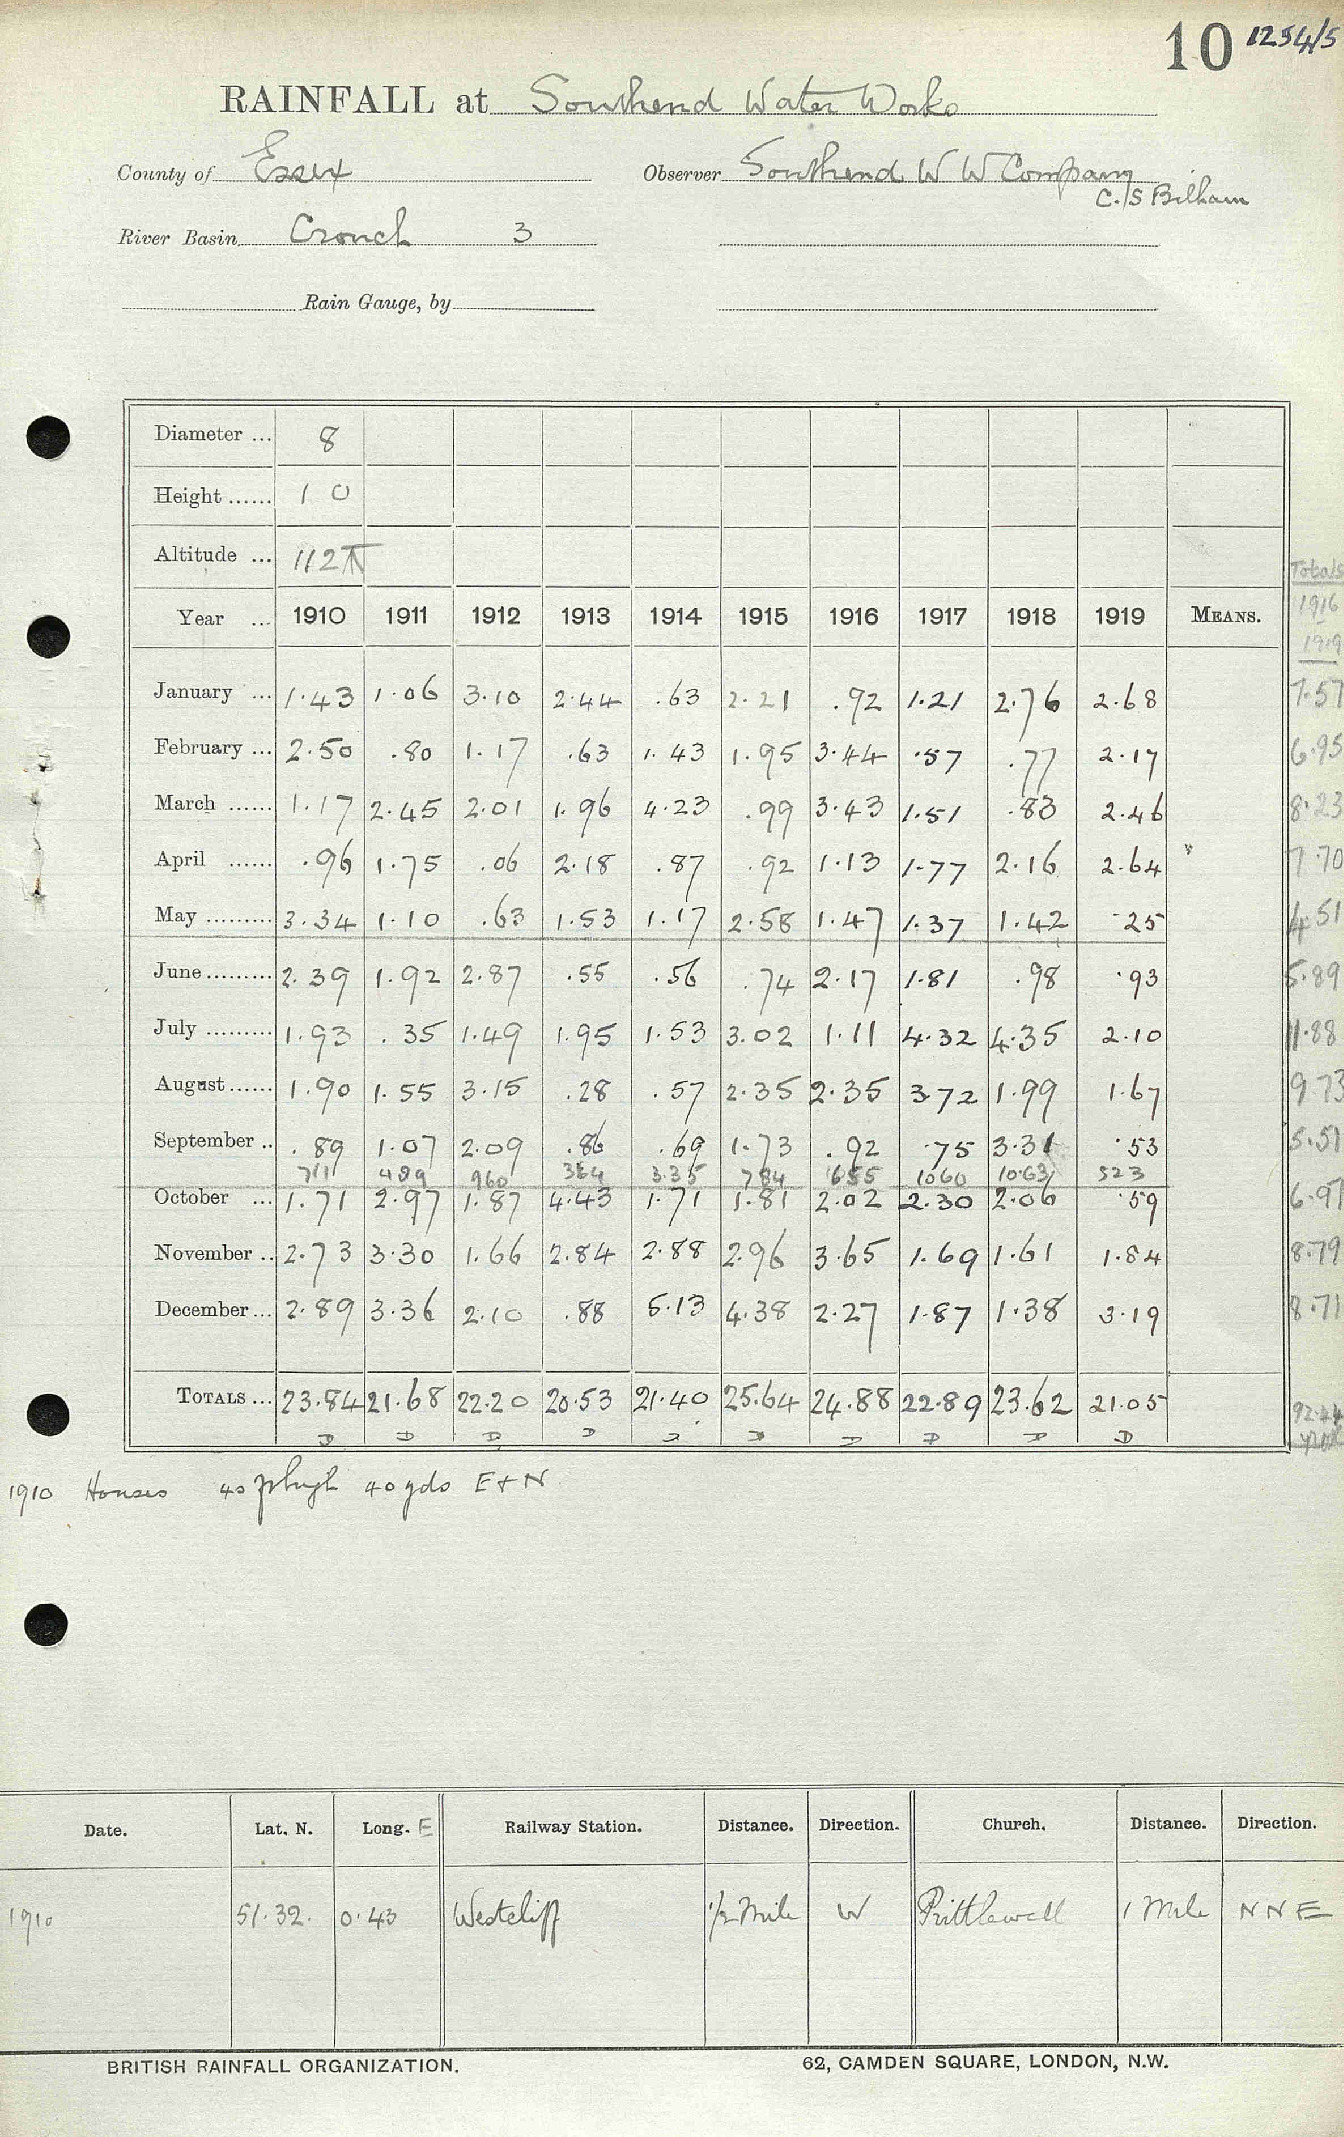 10 1254/5
RAINFALL at Southend Water Works
County of Essex Observer Southend W W Company
C. S Bilham
River Basin Crouch 3
Rain Gauge, by
Diameter ... 8
Height ...... 1 0
Altitude ... 112
Totals
Year ... 1910 1911 1912 1913 1914 1915 1916 1917 1918 1919 MEANS. 1916
1919
January ... 1.43 1.06 3.10 2.44 .63 2.21 .92 1.21 2.76 2.68 7.57
February ... 2.50 .80 1.17 .63 1.43 1.95 3.44 .57 .77 2.17 6.95
March ...... 1.17 2.45 2.01 1.96 4.23 .99 3.43 1.51 .83 2.46 8.23
April ...... .96 1.75 .06 2.18 .87 .92 1.13 1.77 2.16 2.64 7.70
May ......... 3.34 1.10 .63 1.53 1.17 2.58 1.47 1.37 1.42 .25 4.51
June ......... 2.39 1.92 2.87 .55 .56 .74 2.17 1.81 .98 .93 5.89
July ......... 1.93 .35 1.49 1.95 1.53 3.02 1.11 4.32 4.35 2.10 11.88
August ...... 1.90 1.55 3.15 .28 .57 2.35 2.35 3.72 1.99 1.67 9.73
September .. .89 1.07 2.09 .86 .69 1.73 .92 .75 3.31 .53 5.51
711 489 960 364 335 784 655 1060 1063 523
October ... 1.71 2.97 1.87 4.43 1.71 1.81 2.02 2.30 2.06 .59 6.97
November .. 2.73 3.30 1.66 2.84 2.88 2.96 3.65 1.69 1.61 1.84 8.79
December ... 2.89 3.36 2.10 .88 5.13 4.38 2.27 1.87 1.38 3.19 8.71
TOTALS ... 23.84 21.68 22.20 20.53 21.40 25.64 24.88 22.89 23.62 21.05 92.44
D D D D D D D D D D
1910 Houses 40 ft high 40 yds E + N
Date. Lat. N. Long. E Railway Station. Distance. Direction. Church. Distance. Direction.
1910 51.32. 0.43 Westcliff 1/2 Mile W Prittlewell 1 Mile N N E
BRITISH RAINFALL ORGANIZATION. 62, CAMDEN SQUARE, LONDON, N.W.